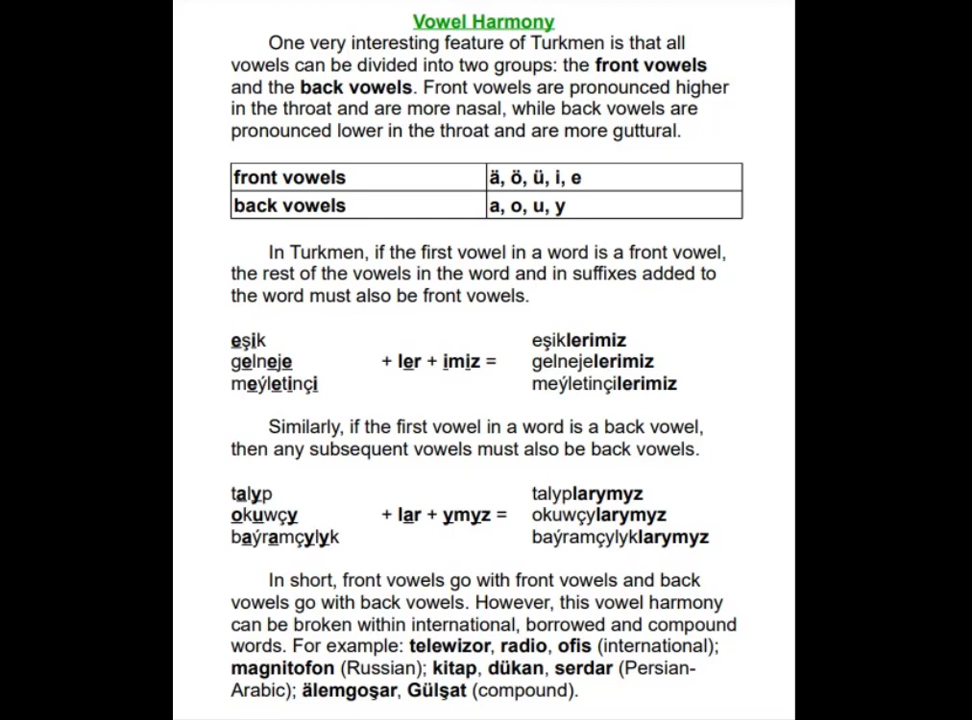 Vowel Harmony
One very interesting feature of Turkmen is that all
vowels can be divided into two groups: the front vowels
and the back vowels. Front vowels are pronounced higher
in the throat and are more nasal, while back vowels are
pronounced lower in the throat and are more guttural.
front vowels ä, ö, ü, i, e
back vowels a, o, u, y
In Turkmen, if the first vowel in a word is a front vowel,
the rest of the vowels in the word and in suffixes added to
the word must also be front vowels.
eşik eşiklerimiz
gelneje + ler + imiz = gelnejelerimiz
meýletinçi meýletinçilerimiz
Similarly, if the first vowel in a word is a back vowel,
then any subsequent vowels must also be back vowels.
talyp talyplarymyz
okuwçy + lar + ymyz = okuwçylarymyz
baýramçylyk baýramçylyklarymyz
In short, front vowels go with front vowels and back
vowels go with back vowels. However, this vowel harmony
can be broken within international, borrowed and compound
words. For example: telewizor, radio, ofis (international);
magnitofon (Russian); kitap, dükan, serdar (Persian-
Arabic); älemgoşar, Gülşat (compound).